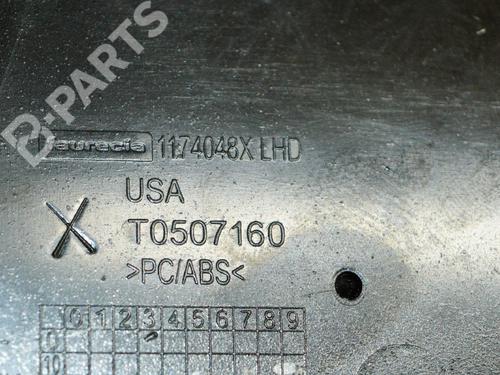 B-PARTS
faurecia 1174048X LHD
USA
T0507160
>PC/ABS<
0 1 2 3 4 5 6 7 8 9
0
10